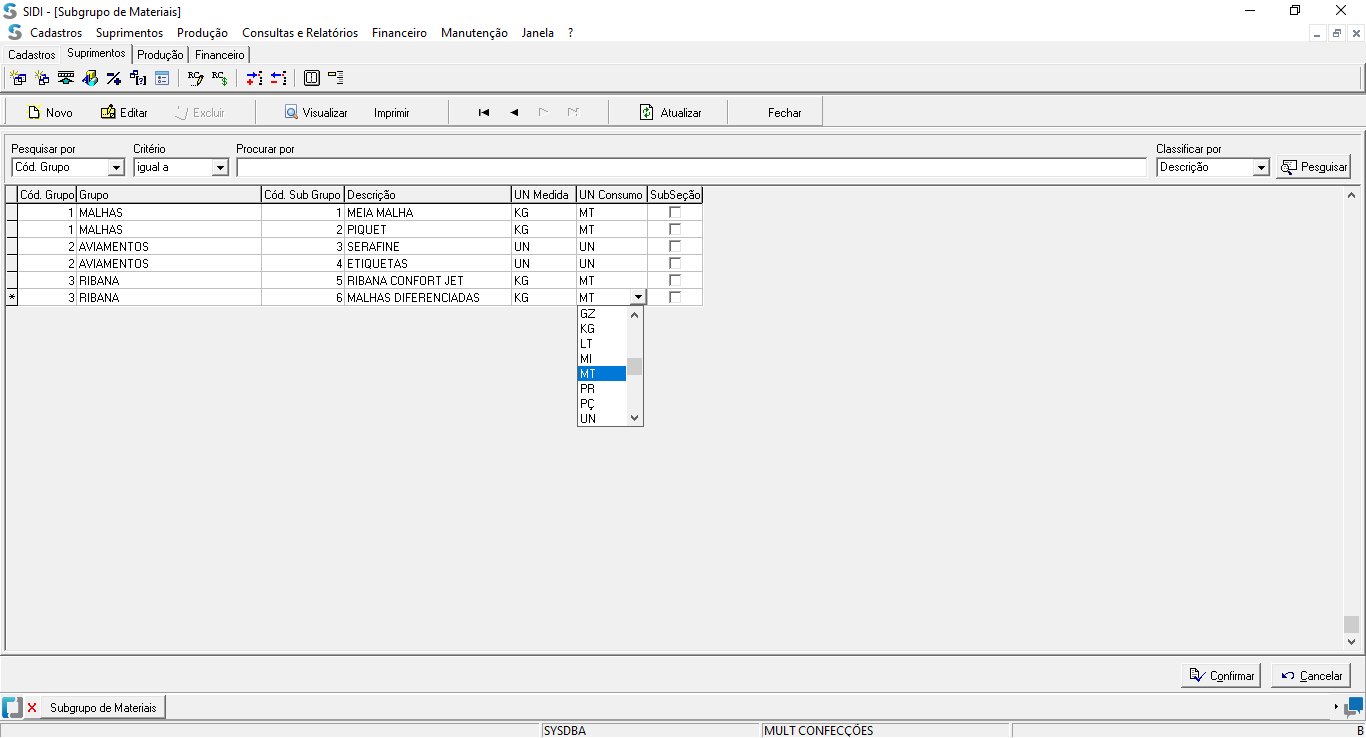 SIDI - [Subgrupo de Materiais]
Cadastros Suprimentos Produção Consultas e Relatórios Financeiro Manutenção Janela ?
Cadastros Suprimentos Produção Financeiro
Novo Editar Excluir Visualizar Imprimir Atualizar Fechar
Pesquisar por Critério Procurar por Classificar por
Cód. Grupo igual a Descrição Pesquisar
Cód. Grupo Grupo Cód. Sub Grupo Descrição UN Medida UN Consumo SubSeção
1 MALHAS 1 MEIA MALHA KG MT
1 MALHAS 2 PIQUET KG MT
2 AVIAMENTOS 3 SERAFINE UN UN
2 AVIAMENTOS 4 ETIQUETAS UN UN
3 RIBANA 5 RIBANA CONFORT JET KG MT
* 3 RIBANA 6 MALHAS DIFERENCIADAS KG MT
GZ
KG
LT
MI
MT
PR
PÇ
UN
Confirmar Cancelar
Subgrupo de Materiais
SYSDBA MULT CONFECÇÕES B